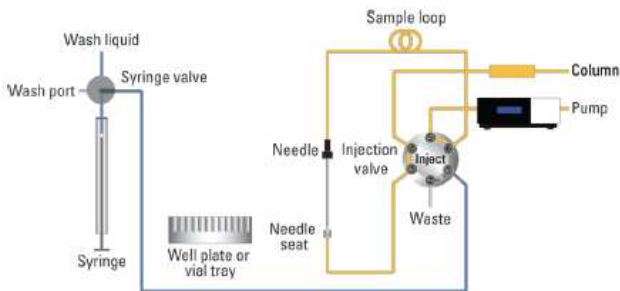 Sample loop
Wash liquid
Syringe valve
Wash port
Column
Pump
Needle
Injection
valve
Inject
Waste
Needle
seat
Well plate or
vial tray
Syringe